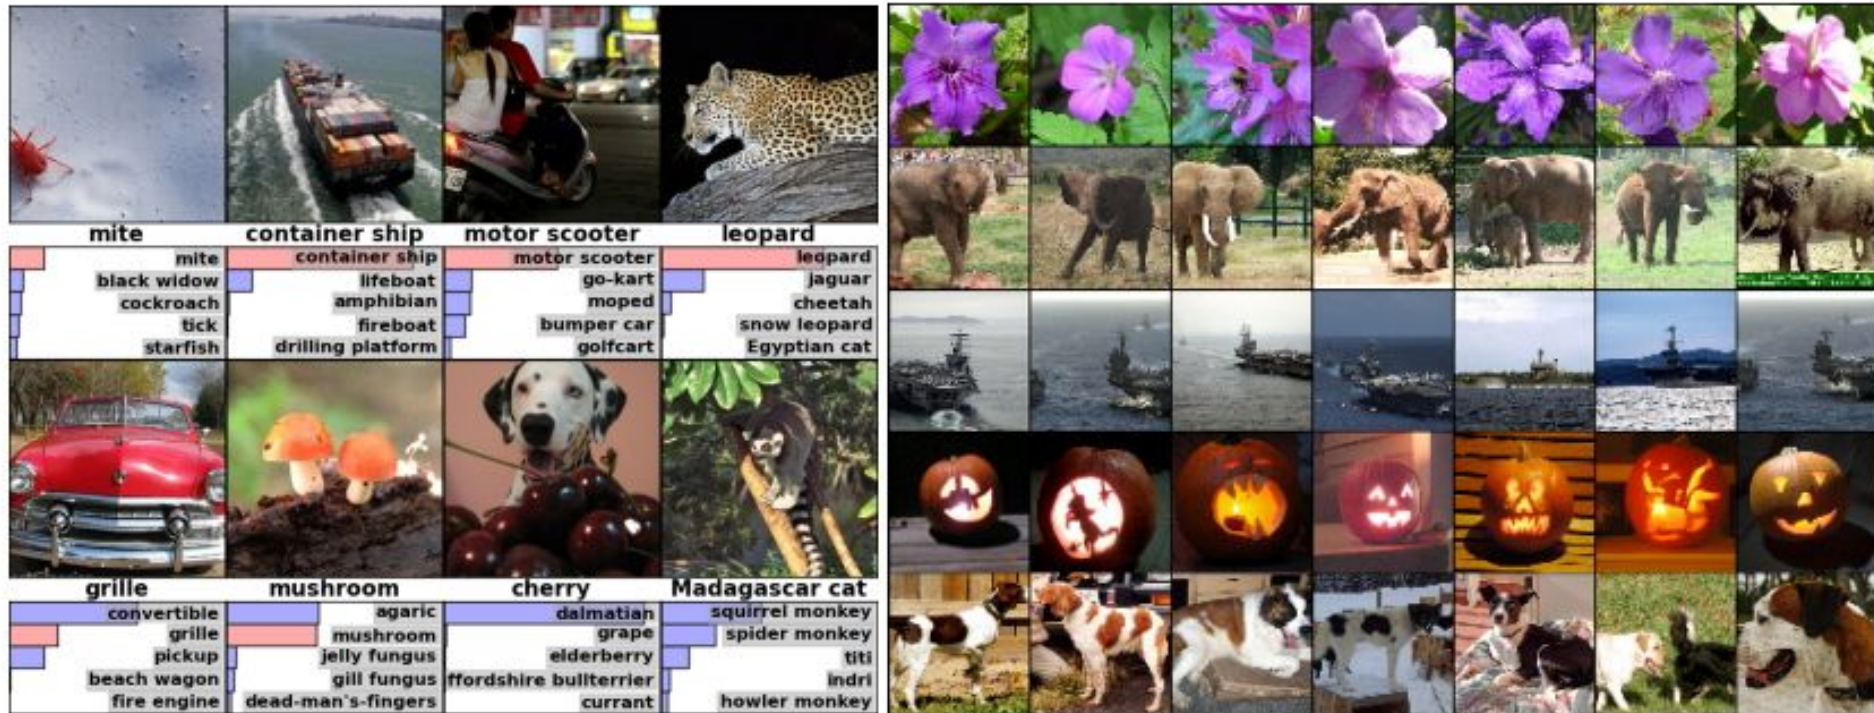 mite
container ship
motor scooter
leopard
mite
black widow
cockroach
tick
starfish
container ship
lifeboat
amphibian
fireboat
drilling platform
motor scooter
go-kart
moped
bumper car
golfcart
leopard
jaguar
cheetah
snow leopard
Egyptian cat
grille
mushroom
cherry
Madagascar cat
convertible
grille
pickup
beach wagon
fire engine
agaric
mushroom
jelly fungus
gill fungus
dead-man's-fingers
dalmatian
grape
elderberry
ffordshire bullterrier
currant
squirrel monkey
spider monkey
titi
indri
howler monkey